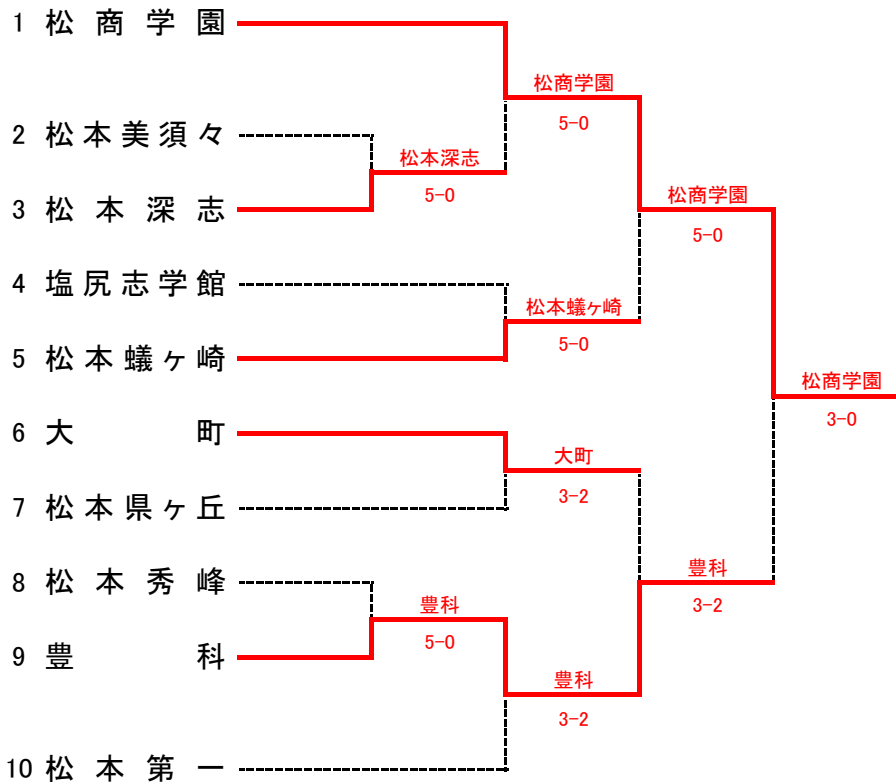 1 松商学園
松商学園
5-0
2 松本美須々
松本深志
5-0
3 松本深志
松商学園
5-0
4 塩尻志学館
松本蟻ヶ崎
5-0
5 松本蟻ヶ崎
松商学園
3-0
6 大町
大町
3-2
7 松本県ヶ丘
8 松本秀峰
豊科
3-2
豊科
5-0
9 豊科
豊科
3-2
10 松本第一